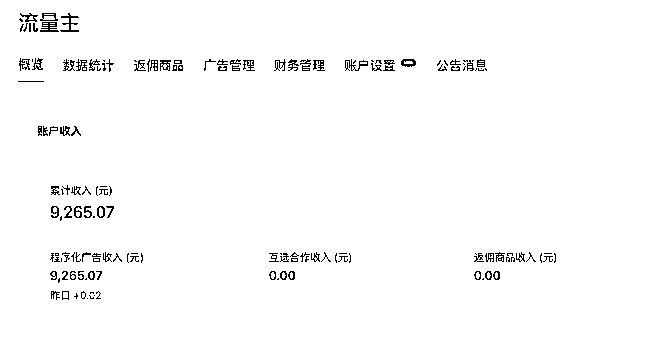 流量主
概览 数据统计 返佣商品 广告管理 财务管理 账户设置 公告消息
账户收入
累计收入 (元)
9,265.07
程序化广告收入 (元) 互选合作收入 (元) 返佣商品收入 (元)
9,265.07 0.00 0.00
昨日 +0.02